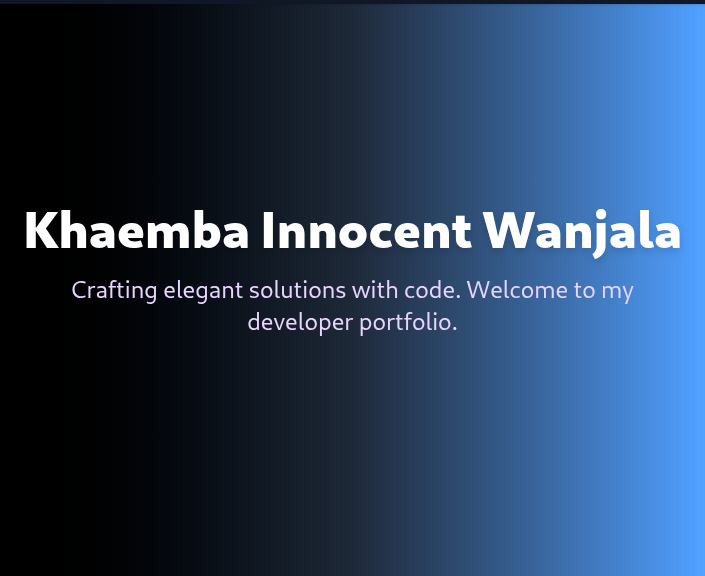 Khaemba Innocent Wanjala
Crafting elegant solutions with code. Welcome to my
developer portfolio.